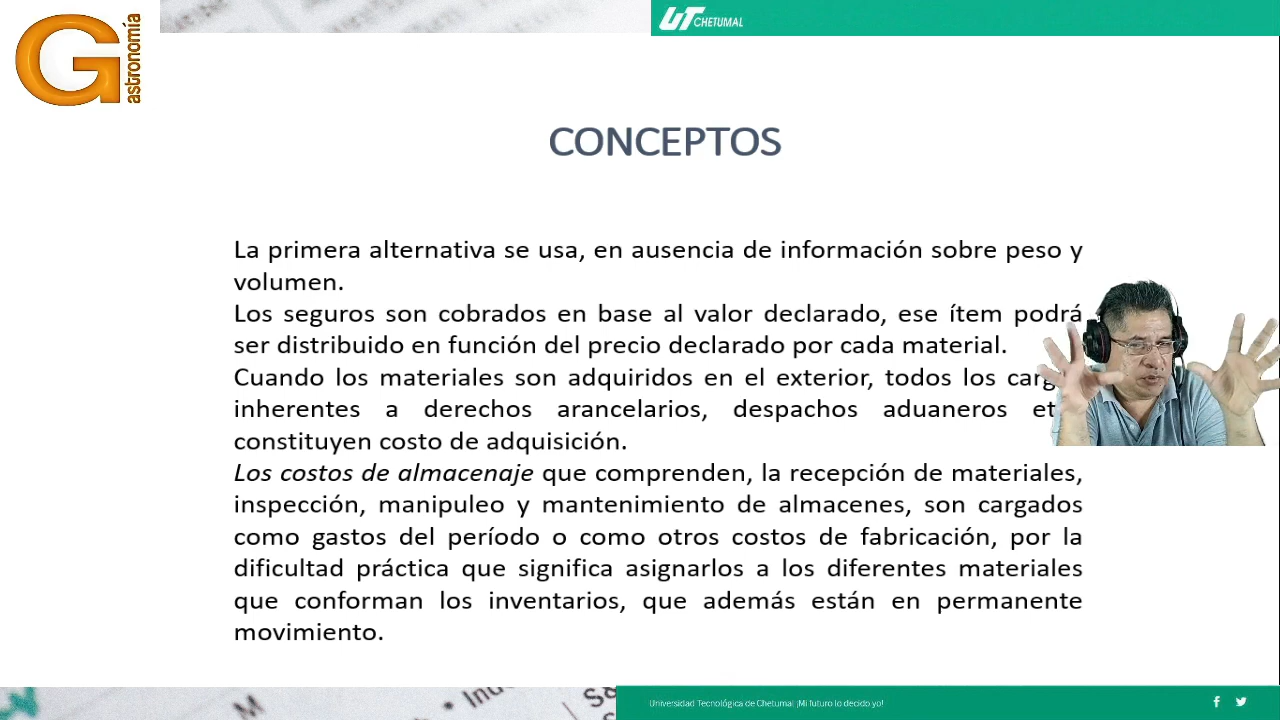 Gastronomía
UT CHETUMAL
CONCEPTOS
La primera alternativa se usa, en ausencia de información sobre peso y
volumen.
Los seguros son cobrados en base al valor declarado, ese ítem podrá
ser distribuido en función del precio declarado por cada material.
Cuando los materiales son adquiridos en el exterior, todos los
inherentes a derechos arancelarios, despachos aduaneros
constituyen costo de adquisición.
Los costos de almacenaje que comprenden, la recepción de materiales,
inspección, manipuleo y mantenimiento de almacenes, son cargados
como gastos del período o como otros costos de fabricación, por la
dificultad práctica que significa asignarlos a los diferentes materiales
que conforman los inventarios, que además están en permanente
movimiento.
Universidad Tecnológica de Chetumal ¡Mi futuro lo decido yo!